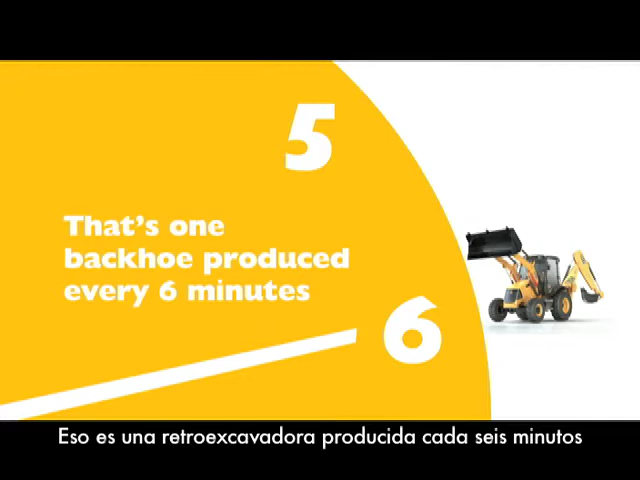 5
That's one
backhoe produced
every 6 minutes
6
Eso es una retroexcavadora producida cada seis minutos